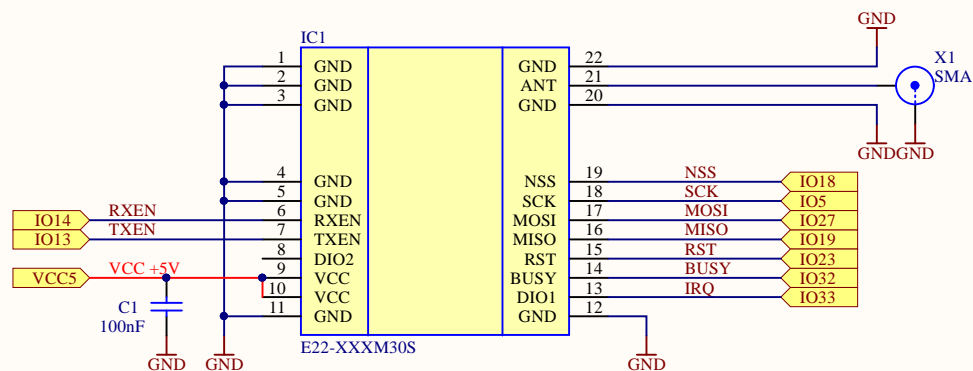 IC1
GND
X1
SMA
1 GND GND 22
2 GND ANT 21
3 GND GND 20
GND GND
4 GND NSS 19 NSS IO18
5 GND SCK 18 SCK IO5
IO14 RXEN 6 RXEN MOSI 17 MOSI IO27
IO13 TXEN 7 TXEN MISO 16 MISO IO19
8 DIO2 RST 15 RST IO23
VCC5 VCC +5V 9 VCC BUSY 14 BUSY IO32
10 VCC DIO1 13 IRQ IO33
C1
100nF
11 GND GND 12
E22-XXXM30S
GND GND GND